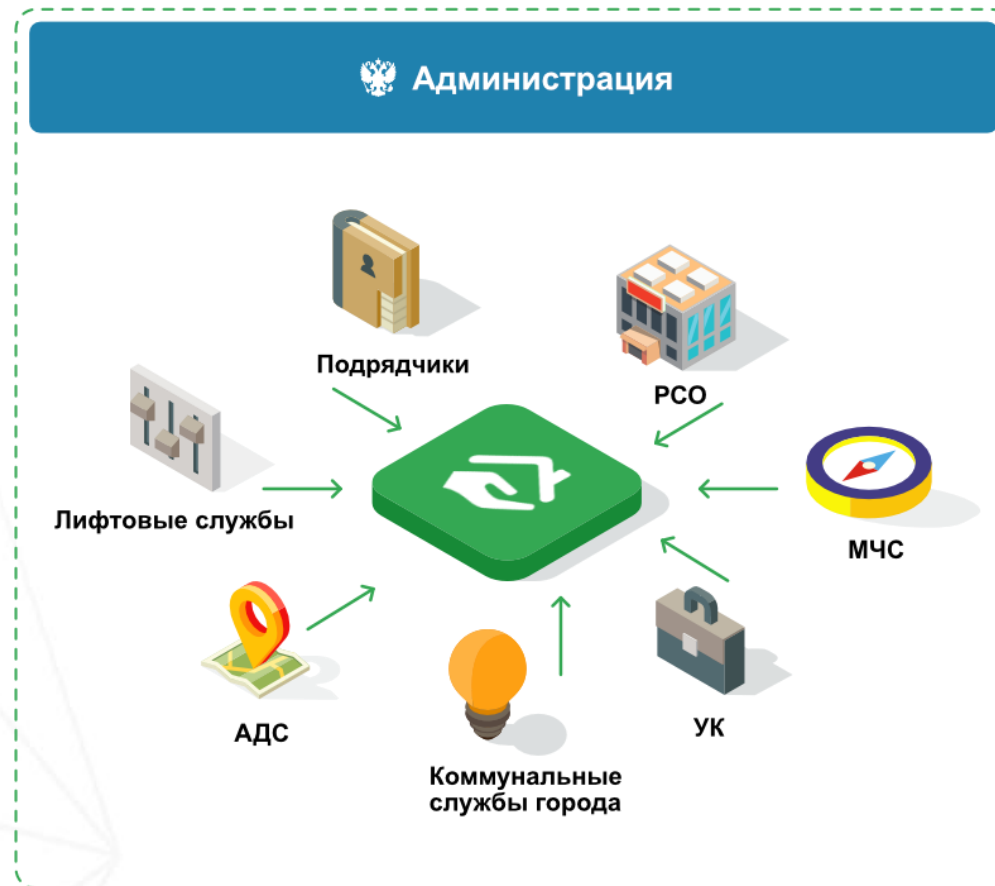 Администрация
Подрядчики
РСО
Лифтовые службы
МЧС
АДС
УК
Коммунальные
службы города